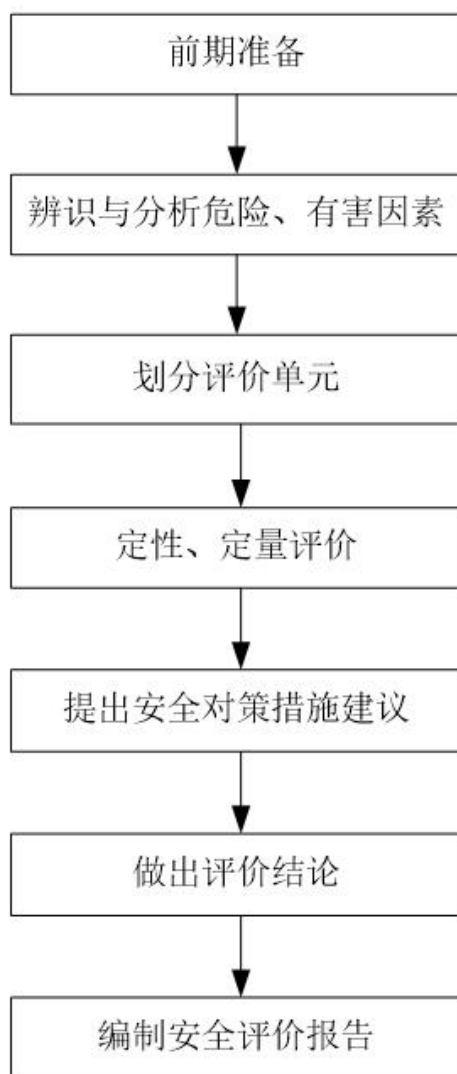 前期准备
辨识与分析危险、有害因素
划分评价单元
定性、定量评价
提出安全对策措施建议
做出评价结论
编制安全评价报告